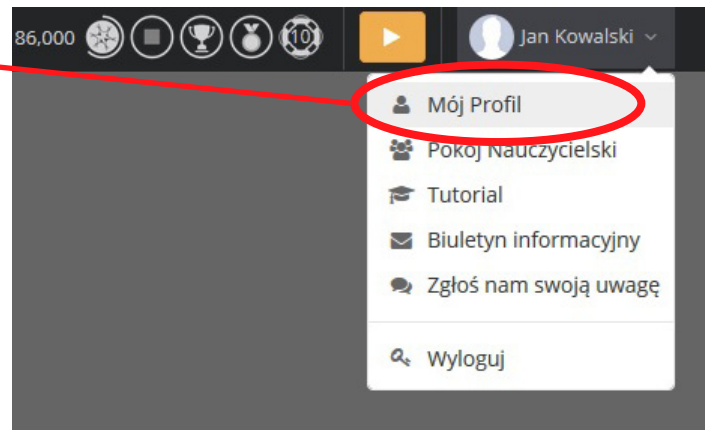 86,000 10 Jan Kowalski
Mój Profil
Pokój Nauczycielski
Tutorial
Biuletyn informacyjny
Zgłoś nam swoją uwagę
Wyloguj